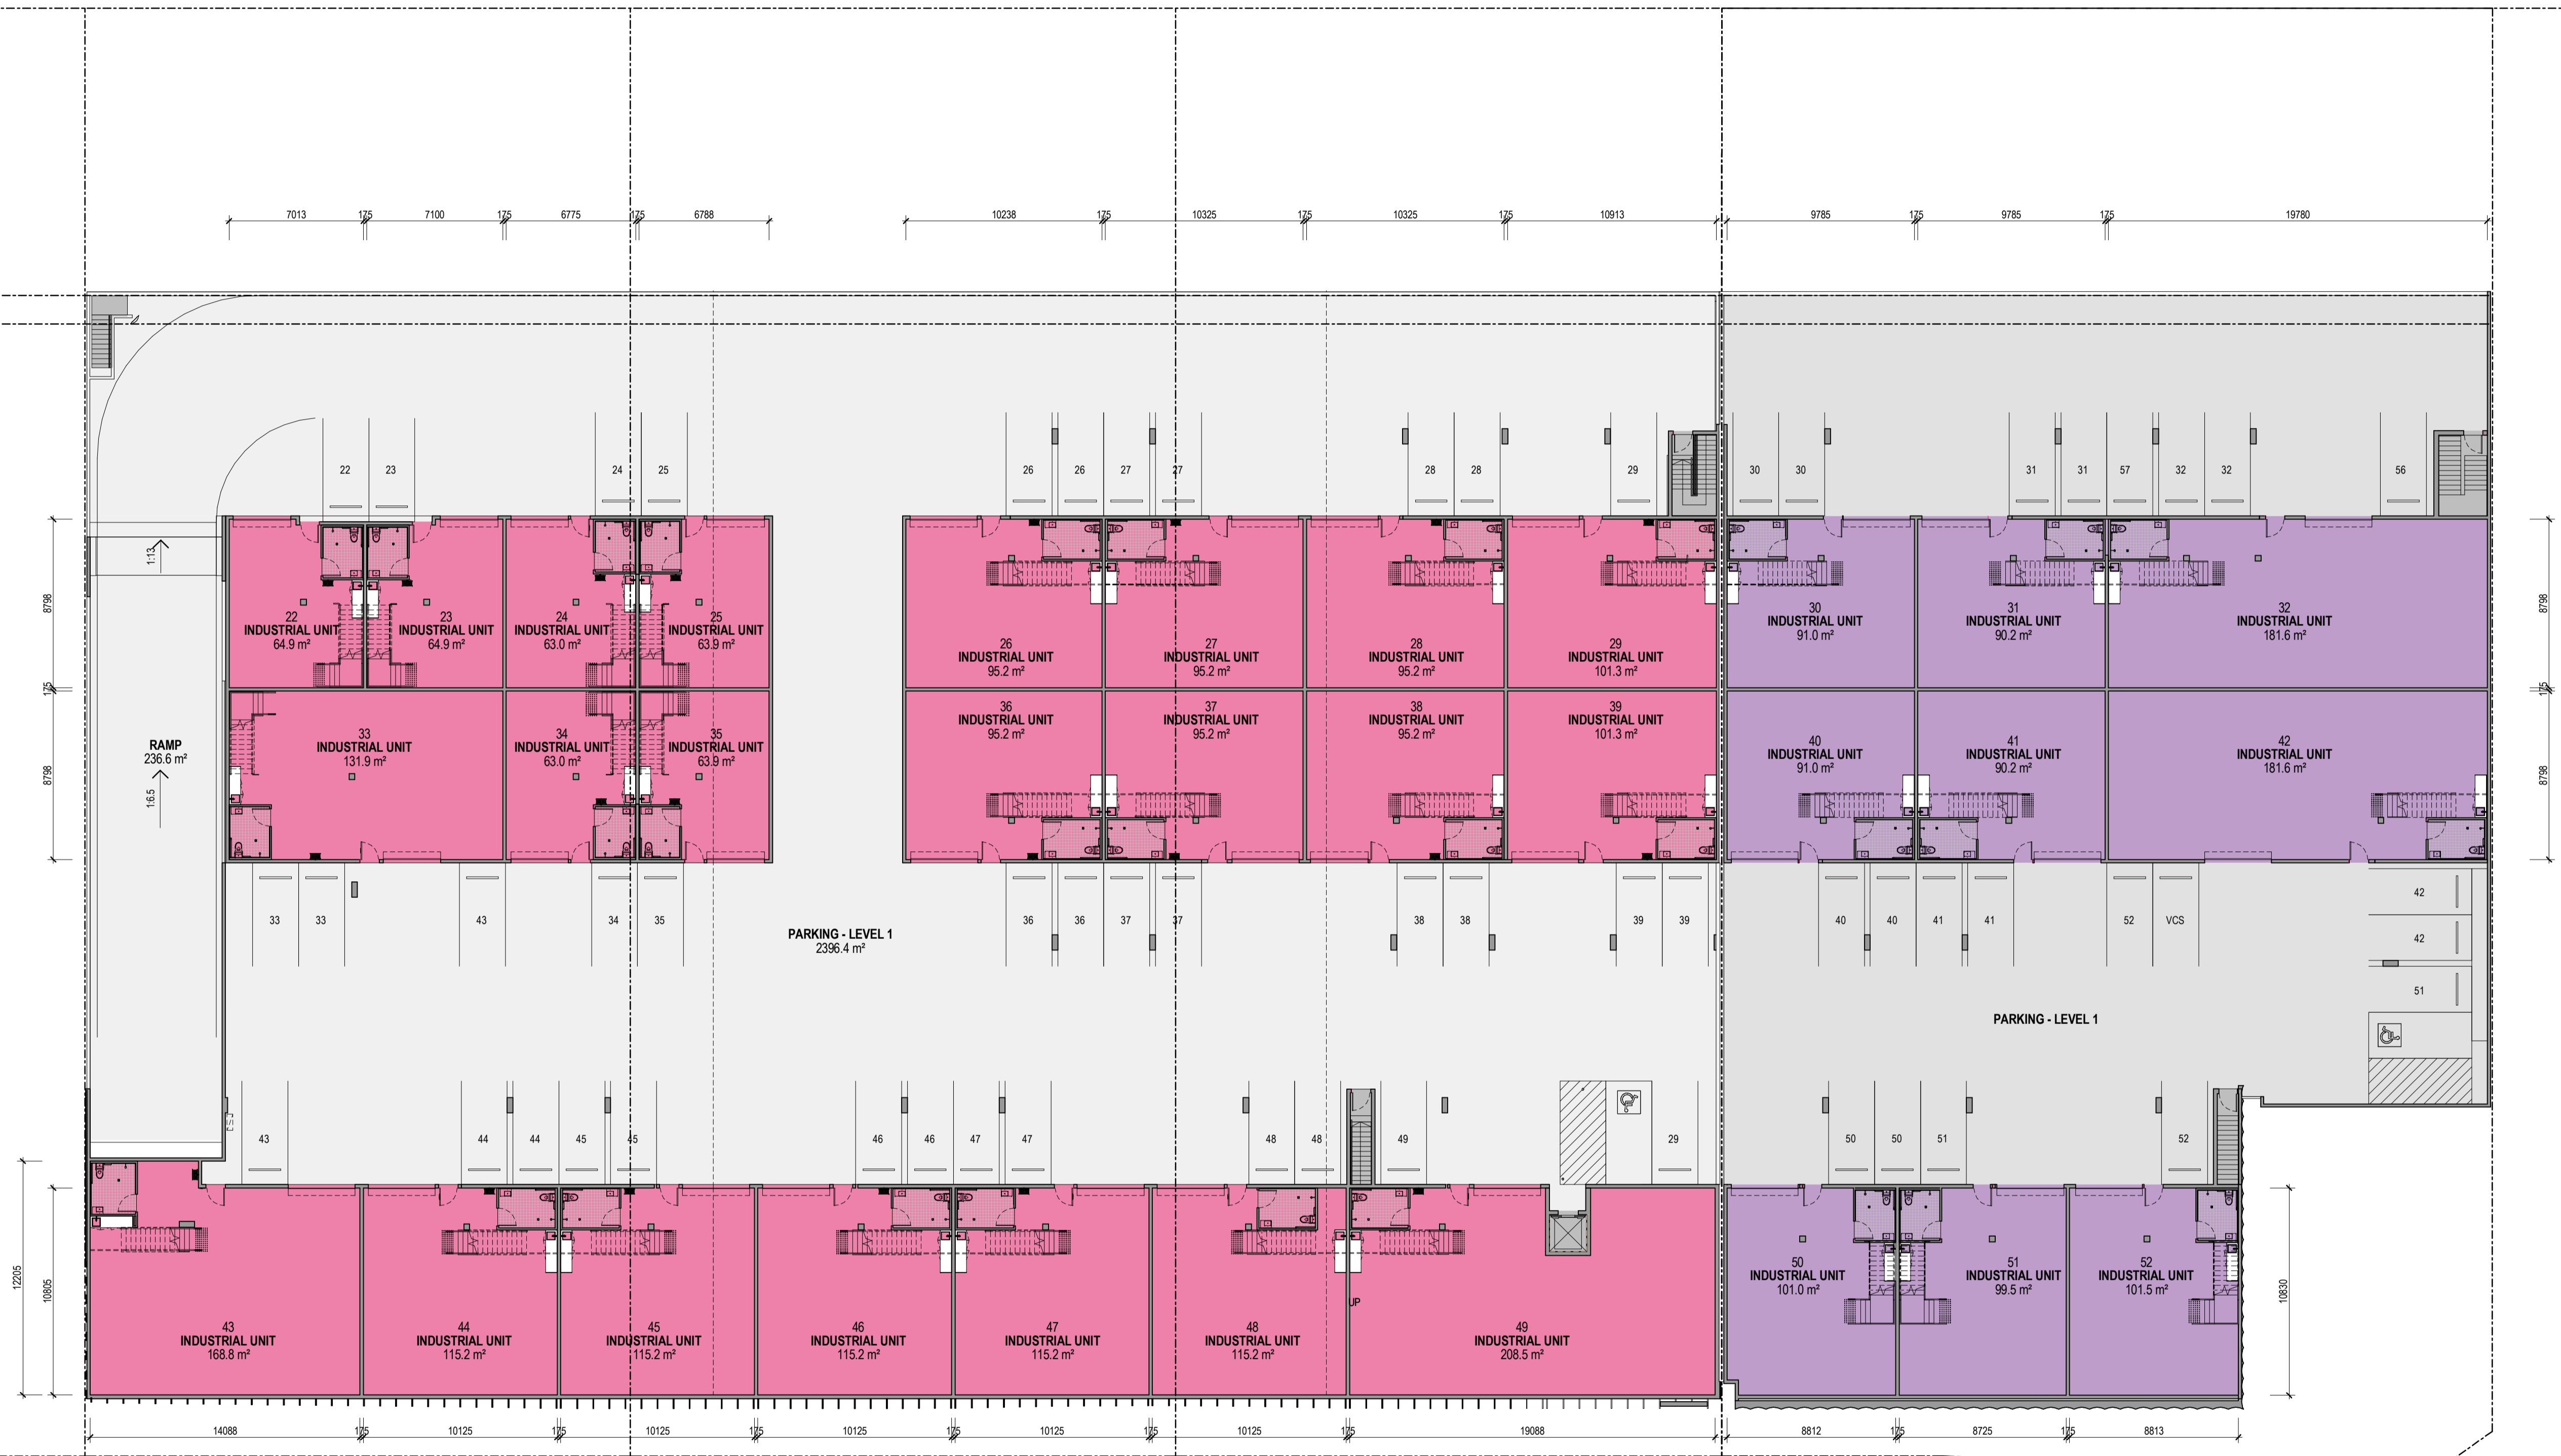 7013 175 7100 175 6775 175 6788 10238 175 10325 175 10325 175 10913 9785 175 9785 175 19780
22 23 24 25 26 26 27 27 28 28 29 30 30 31 31 57 32 32 56
1:13
8798
175
8798
8798
175
8798
22
INDUSTRIAL UNIT
64.9 m²
23
INDUSTRIAL UNIT
64.9 m²
24
INDUSTRIAL UNIT
63.0 m²
25
INDUSTRIAL UNIT
63.9 m²
26
INDUSTRIAL UNIT
95.2 m²
27
INDUSTRIAL UNIT
95.2 m²
28
INDUSTRIAL UNIT
95.2 m²
29
INDUSTRIAL UNIT
101.3 m²
30
INDUSTRIAL UNIT
91.0 m²
31
INDUSTRIAL UNIT
90.2 m²
32
INDUSTRIAL UNIT
181.6 m²
RAMP
236.6 m²
1:6.5
33
INDUSTRIAL UNIT
131.9 m²
34
INDUSTRIAL UNIT
63.0 m²
35
INDUSTRIAL UNIT
63.9 m²
36
INDUSTRIAL UNIT
95.2 m²
37
INDUSTRIAL UNIT
95.2 m²
38
INDUSTRIAL UNIT
95.2 m²
39
INDUSTRIAL UNIT
101.3 m²
40
INDUSTRIAL UNIT
91.0 m²
41
INDUSTRIAL UNIT
90.2 m²
42
INDUSTRIAL UNIT
181.6 m²
33 33 43 34 35 36 36 37 37 38 38 39 39 40 40 41 41 52 VCS
42
42
51
PARKING - LEVEL 1
2396.4 m²
PARKING - LEVEL 1
43 44 44 45 45 46 46 47 47 48 48 49 29 50 50 51 52
12205
10805
10830
43
INDUSTRIAL UNIT
168.8 m²
44
INDUSTRIAL UNIT
115.2 m²
45
INDUSTRIAL UNIT
115.2 m²
46
INDUSTRIAL UNIT
115.2 m²
47
INDUSTRIAL UNIT
115.2 m²
48
INDUSTRIAL UNIT
115.2 m²
UP
49
INDUSTRIAL UNIT
208.5 m²
50
INDUSTRIAL UNIT
101.0 m²
51
INDUSTRIAL UNIT
99.5 m²
52
INDUSTRIAL UNIT
101.5 m²
14088 175 10125 175 10125 175 10125 175 10125 175 10125 175 19088 8812 175 8725 175 8813